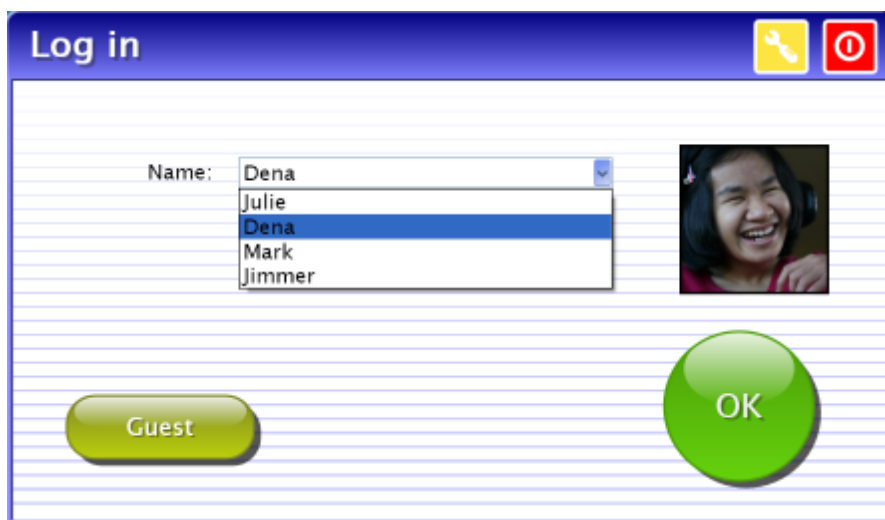 Log in
Name: Dena
Julie
Dena
Mark
Jimmer
Guest
OK